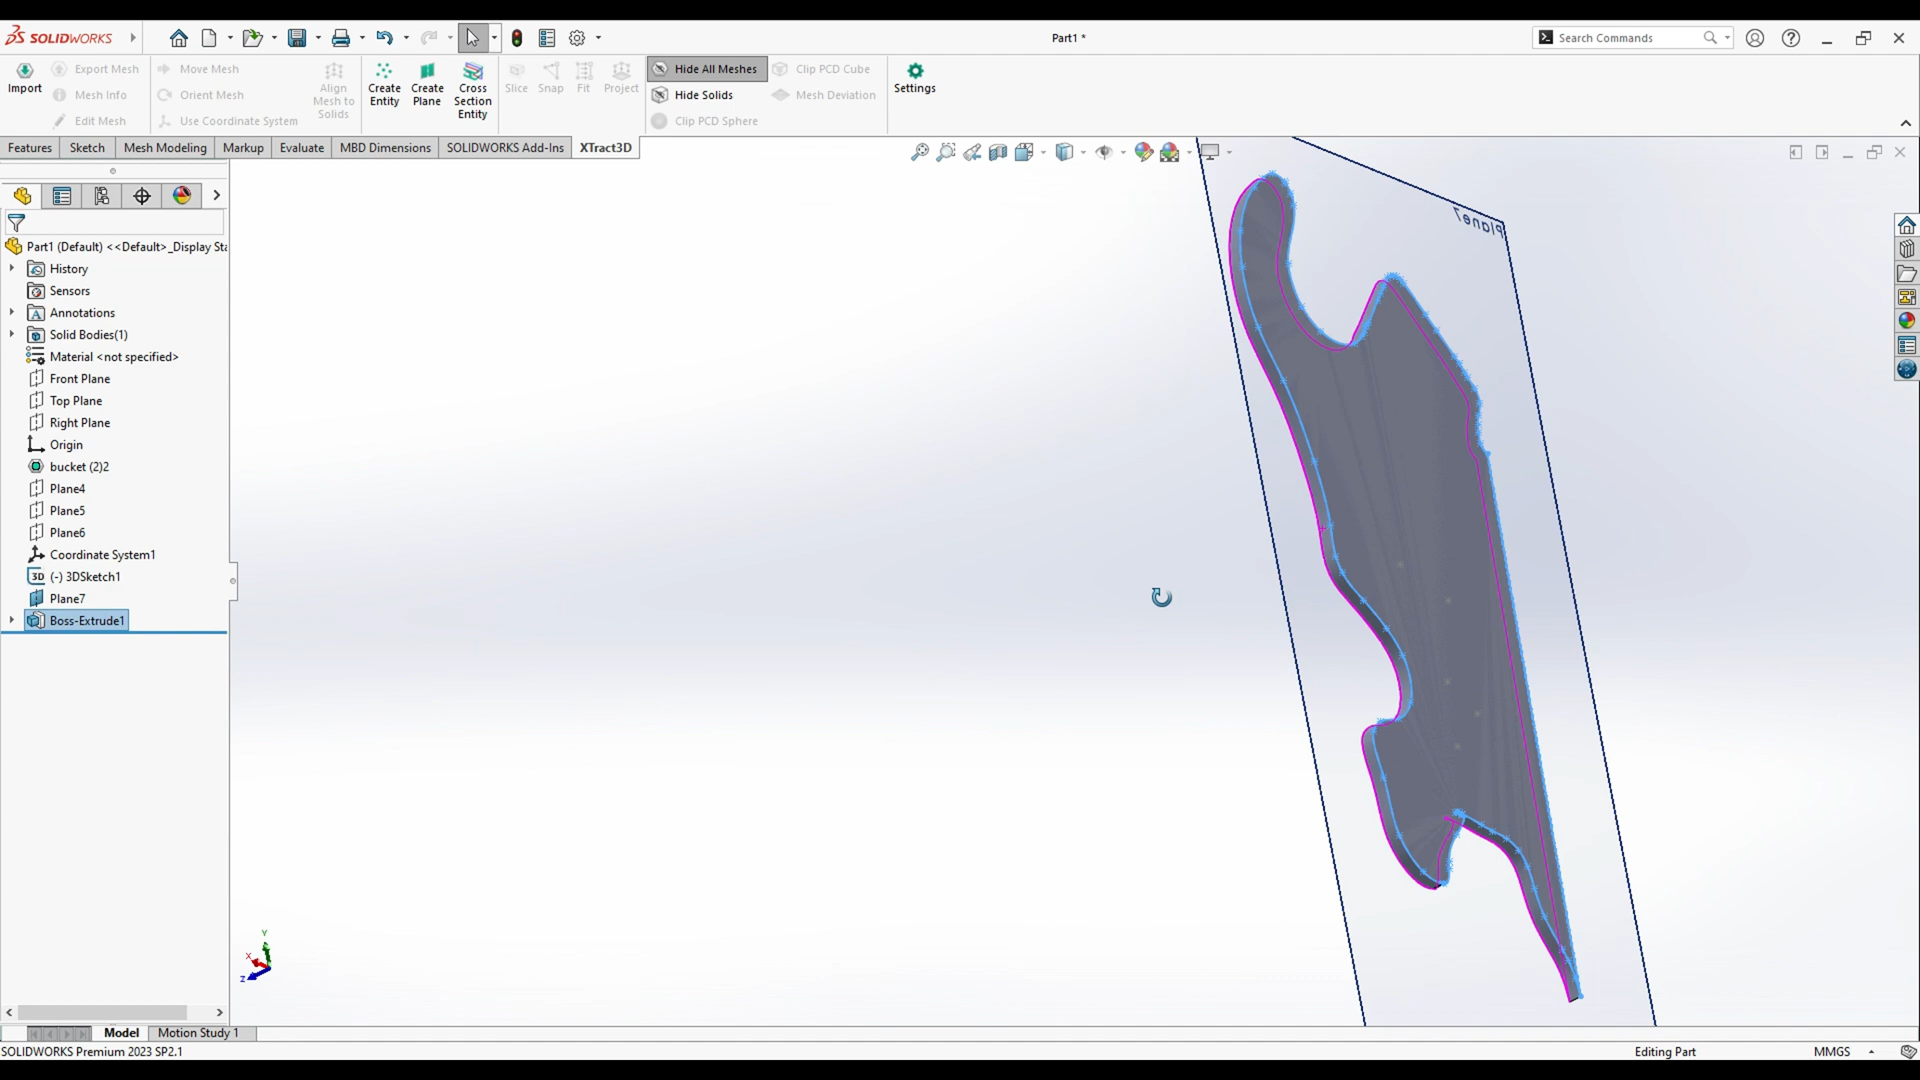 SOLIDWORKS
Part1 *
Search Commands
Import
Export Mesh
Mesh Info
Edit Mesh
Move Mesh
Orient Mesh
Use Coordinate System
Align
Mesh to
Solids
Create
Entity
Create
Plane
Cross
Section
Entity
Slice
Snap
Fit
Project
Hide All Meshes
Hide Solids
Clip PCD Sphere
Clip PCD Cube
Mesh Deviation
Settings
Features
Sketch
Mesh Modeling
Markup
Evaluate
MBD Dimensions
SOLIDWORKS Add-Ins
XTract3D
Part1 (Default) <<Default>_Display Sta
History
Sensors
Annotations
Solid Bodies(1)
Material <not specified>
Front Plane
Top Plane
Right Plane
Origin
bucket (2)2
Plane4
Plane5
Plane6
Coordinate System1
3D (-) 3DSketch1
Plane7
Boss-Extrude1
Plane7
Y
X
Z
Model
Motion Study 1
SOLIDWORKS Premium 2023 SP2.1
Editing Part
MMGS